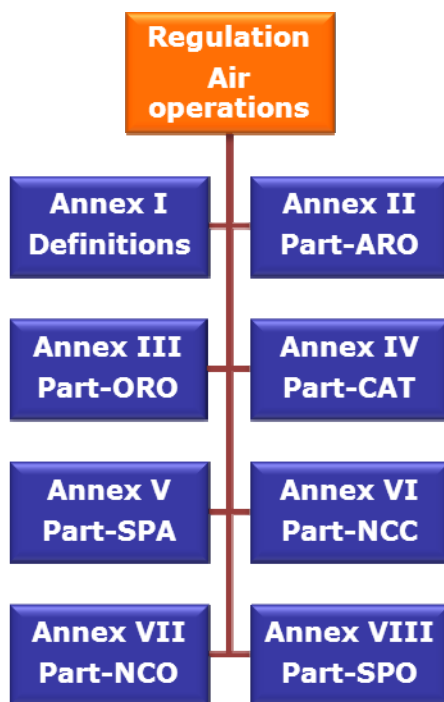 Regulation
Air
operations
Annex I
Definitions
Annex II
Part-ARO
Annex III
Part-ORO
Annex IV
Part-CAT
Annex V
Part-SPA
Annex VI
Part-NCC
Annex VII
Part-NCO
Annex VIII
Part-SPO